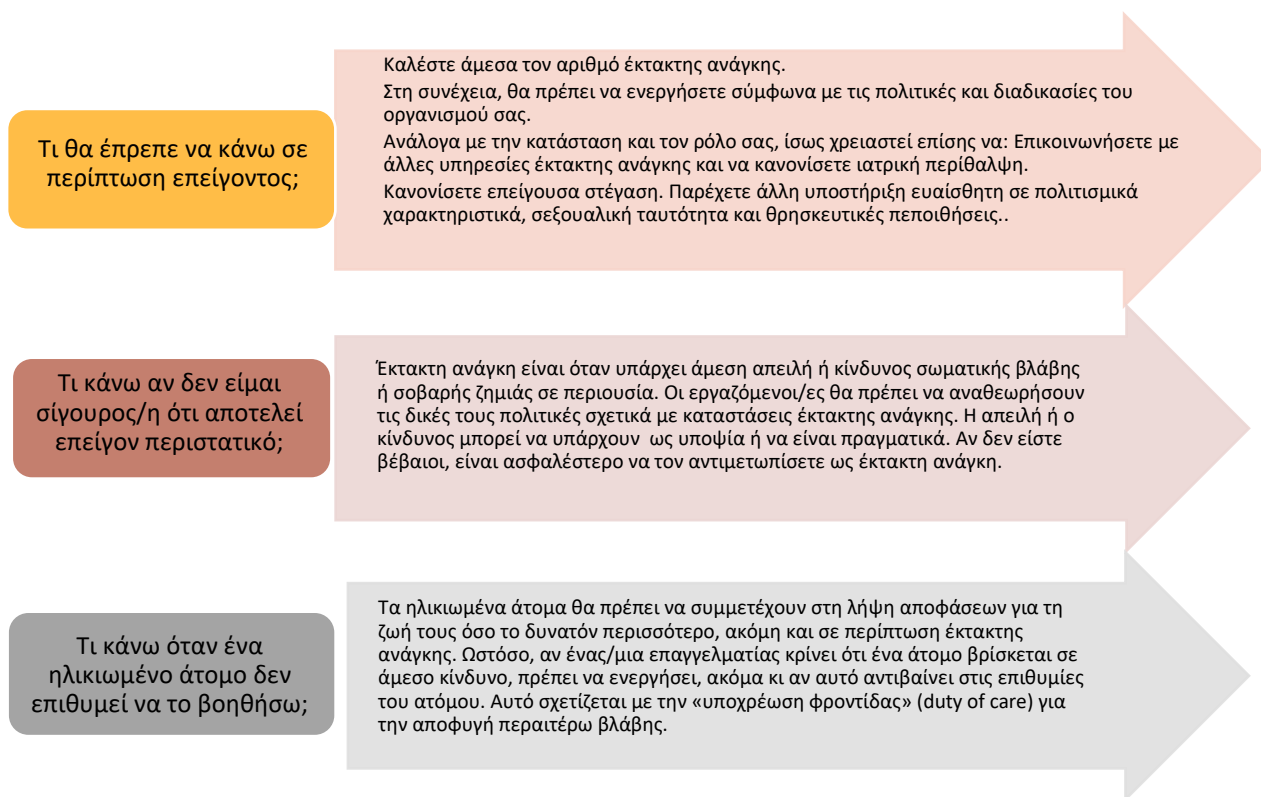 Τι θα έπρεπε να κάνω σε
περίπτωση επείγοντος;
Καλέστε άμεσα τον αριθμό έκτακτης ανάγκης.
Στη συνέχεια, θα πρέπει να ενεργήσετε σύμφωνα με τις πολιτικές και διαδικασίες του
οργανισμού σας.
Ανάλογα με την κατάσταση και τον ρόλο σας, ίσως χρειαστεί επίσης να: Επικοινωνήσετε με
άλλες υπηρεσίες έκτακτης ανάγκης και να κανονίσετε ιατρική περίθαλψη.
Κανονίσετε επείγουσα στέγαση. Παρέχετε άλλη υποστήριξη ευαίσθητη σε πολιτισμικά
χαρακτηριστικά, σεξουαλική ταυτότητα και θρησκευτικές πεποιθήσεις..
Τι κάνω αν δεν είμαι
σίγουρος/η ότι αποτελεί
επείγον περιστατικό;
Έκτακτη ανάγκη είναι όταν υπάρχει άμεση απειλή ή κίνδυνος σωματικής βλάβης
ή σοβαρής ζημιάς σε περιουσία. Οι εργαζόμενοι/ες θα πρέπει να αναθεωρήσουν
τις δικές τους πολιτικές σχετικά με καταστάσεις έκτακτης ανάγκης. Η απειλή ή ο
κίνδυνος μπορεί να υπάρχουν ως υποψία ή να είναι πραγματικά. Αν δεν είστε
βέβαιοι, είναι ασφαλέστερο να τον αντιμετωπίσετε ως έκτακτη ανάγκη.
Τι κάνω όταν ένα
ηλικιωμένο άτομο δεν
επιθυμεί να το βοηθήσω;
Τα ηλικιωμένα άτομα θα πρέπει να συμμετέχουν στη λήψη αποφάσεων για τη
ζωή τους όσο το δυνατόν περισσότερο, ακόμη και σε περίπτωση έκτακτης
ανάγκης. Ωστόσο, αν ένας/μια επαγγελματίας κρίνει ότι ένα άτομο βρίσκεται σε
άμεσο κίνδυνο, πρέπει να ενεργήσει, ακόμα κι αν αυτό αντιβαίνει στις επιθυμίες
του ατόμου. Αυτό σχετίζεται με την «υποχρέωση φροντίδας» (duty of care) για
την αποφυγή περαιτέρω βλάβης.